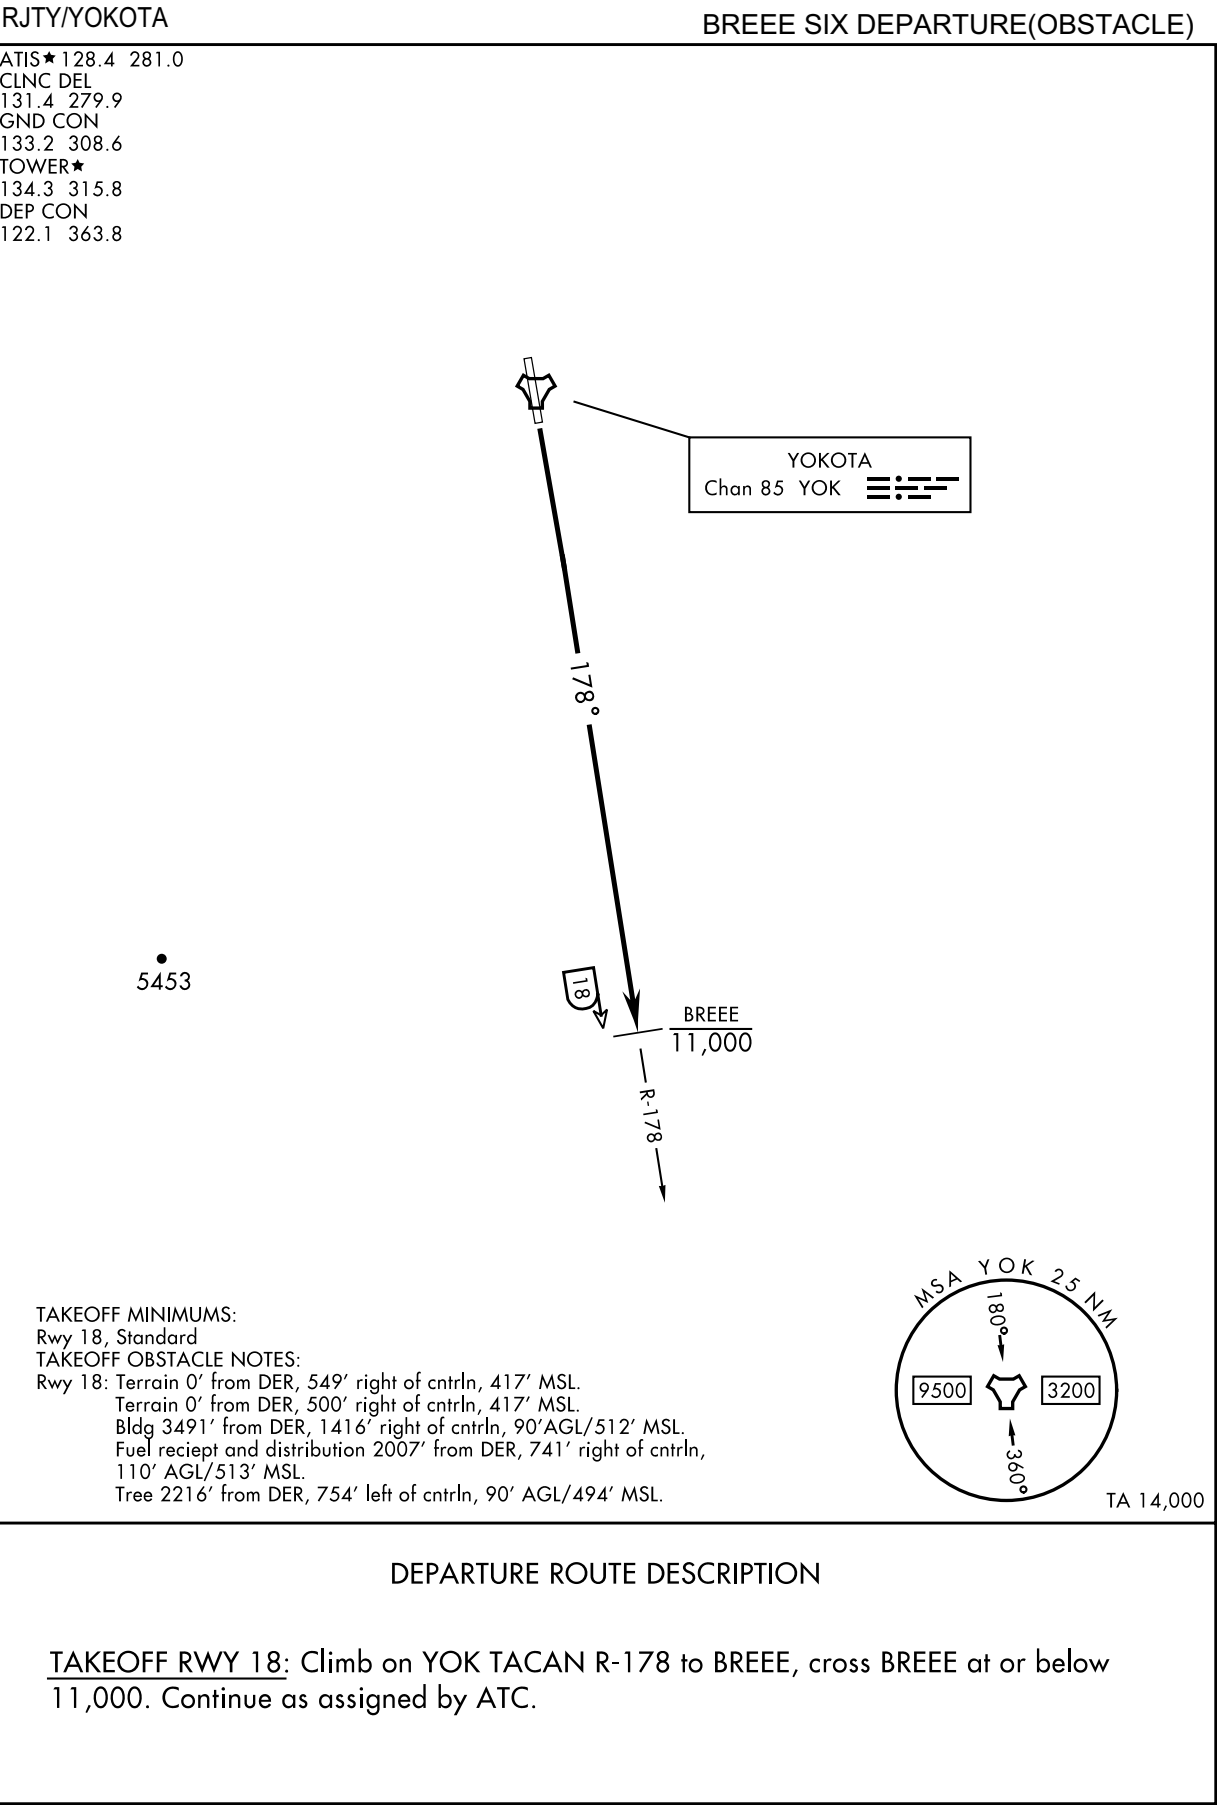 RJTY/YOKOTA
BREEE SIX DEPARTURE(OBSTACLE)
ATIS★128.4 281.0
CLNC DEL
131.4 279.9
GND CON
133.2 308.6
TOWER★
134.3 315.8
DEP CON
122.1 363.8
YOKOTA
Chan 85 YOK
178°
5453
18
BREEE
11,000
R-178
TAKEOFF MINIMUMS:
Rwy 18, Standard
TAKEOFF OBSTACLE NOTES:
Rwy 18: Terrain 0' from DER, 549' right of cntrln, 417' MSL.
Terrain 0' from DER, 500' right of cntrln, 417' MSL.
Bldg 3491' from DER, 1416' right of cntrln, 90'AGL/512' MSL.
Fuel reciept and distribution 2007' from DER, 741' right of cntrln,
110' AGL/513' MSL.
Tree 2216' from DER, 754' left of cntrln, 90' AGL/494' MSL.
MSA YOK 25 NM
180°
9500
3200
360°
TA 14,000
DEPARTURE ROUTE DESCRIPTION
TAKEOFF RWY 18: Climb on YOK TACAN R-178 to BREEE, cross BREEE at or below
11,000. Continue as assigned by ATC.